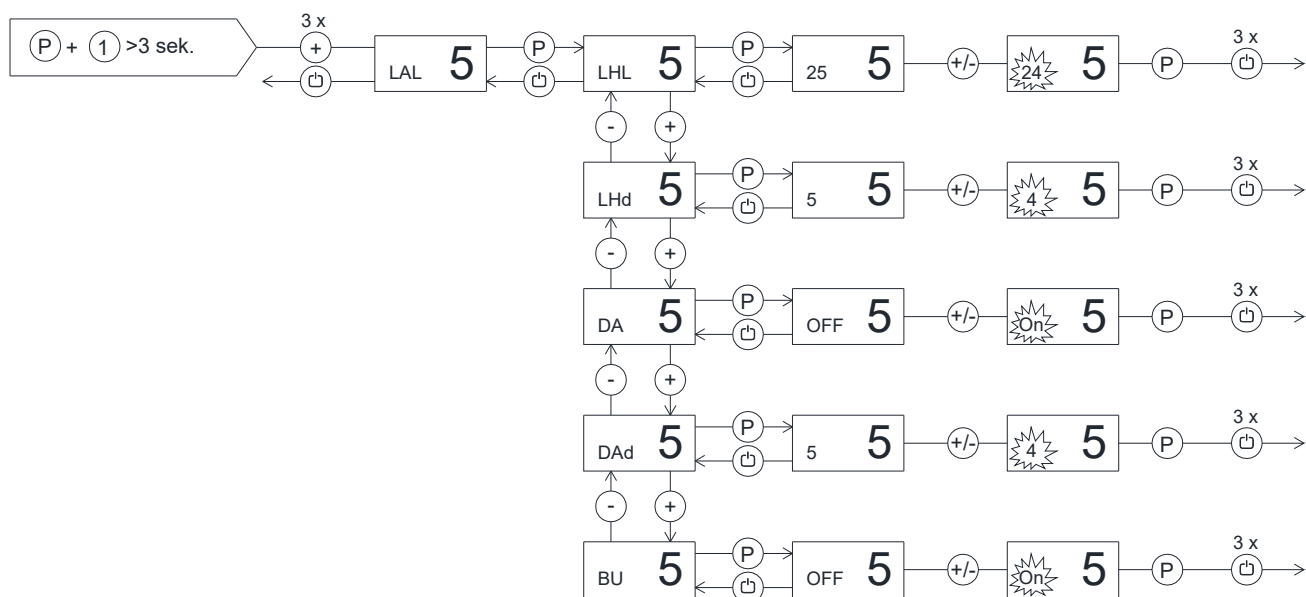 3 x
P + 1 >3 sek. + LAL 5 P LHL 5 P 25 5 +/- 24 5 P 3 x
- +
LHd 5 P 5 5 +/- 4 5 P 3 x
- +
DA 5 P OFF 5 +/- On 5 P 3 x
- +
DAd 5 P 5 5 +/- 4 5 P 3 x
- +
BU 5 P OFF 5 +/- On 5 P 3 x